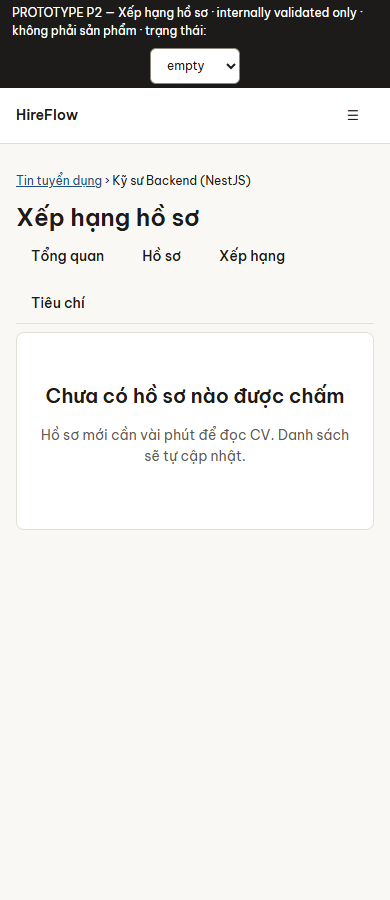 PROTOTYPE P2 — Xếp hạng hồ sơ · internally validated only ·
không phải sản phẩm · trạng thái:
empty
HireFlow
☰
Tin tuyển dụng › Kỹ sư Backend (NestJS)
Xếp hạng hồ sơ
Tổng quan Hồ sơ Xếp hạng
Tiêu chí
Chưa có hồ sơ nào được chấm
Hồ sơ mới cần vài phút để đọc CV. Danh sách
sẽ tự cập nhật.